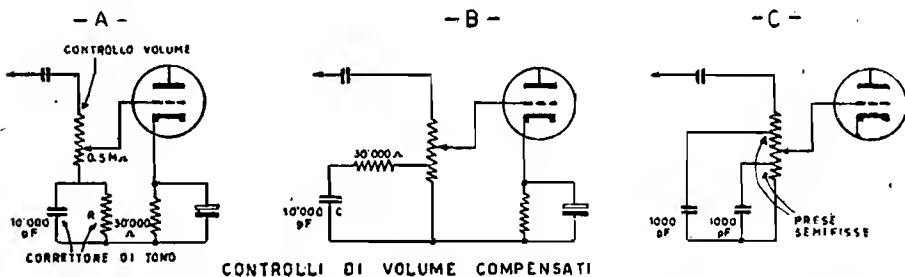 - A -
CONTROLLO VOLUME
0.5 MΩ
10'000
pF
R
30'000
Ω
CORRETTORE DI TONO
- B -
30'000 Ω
10'000
pF
C
- C -
1000
pF
1000
pF
PRESE
SEMIFISSE
CONTROLLI DI VOLUME COMPENSATI